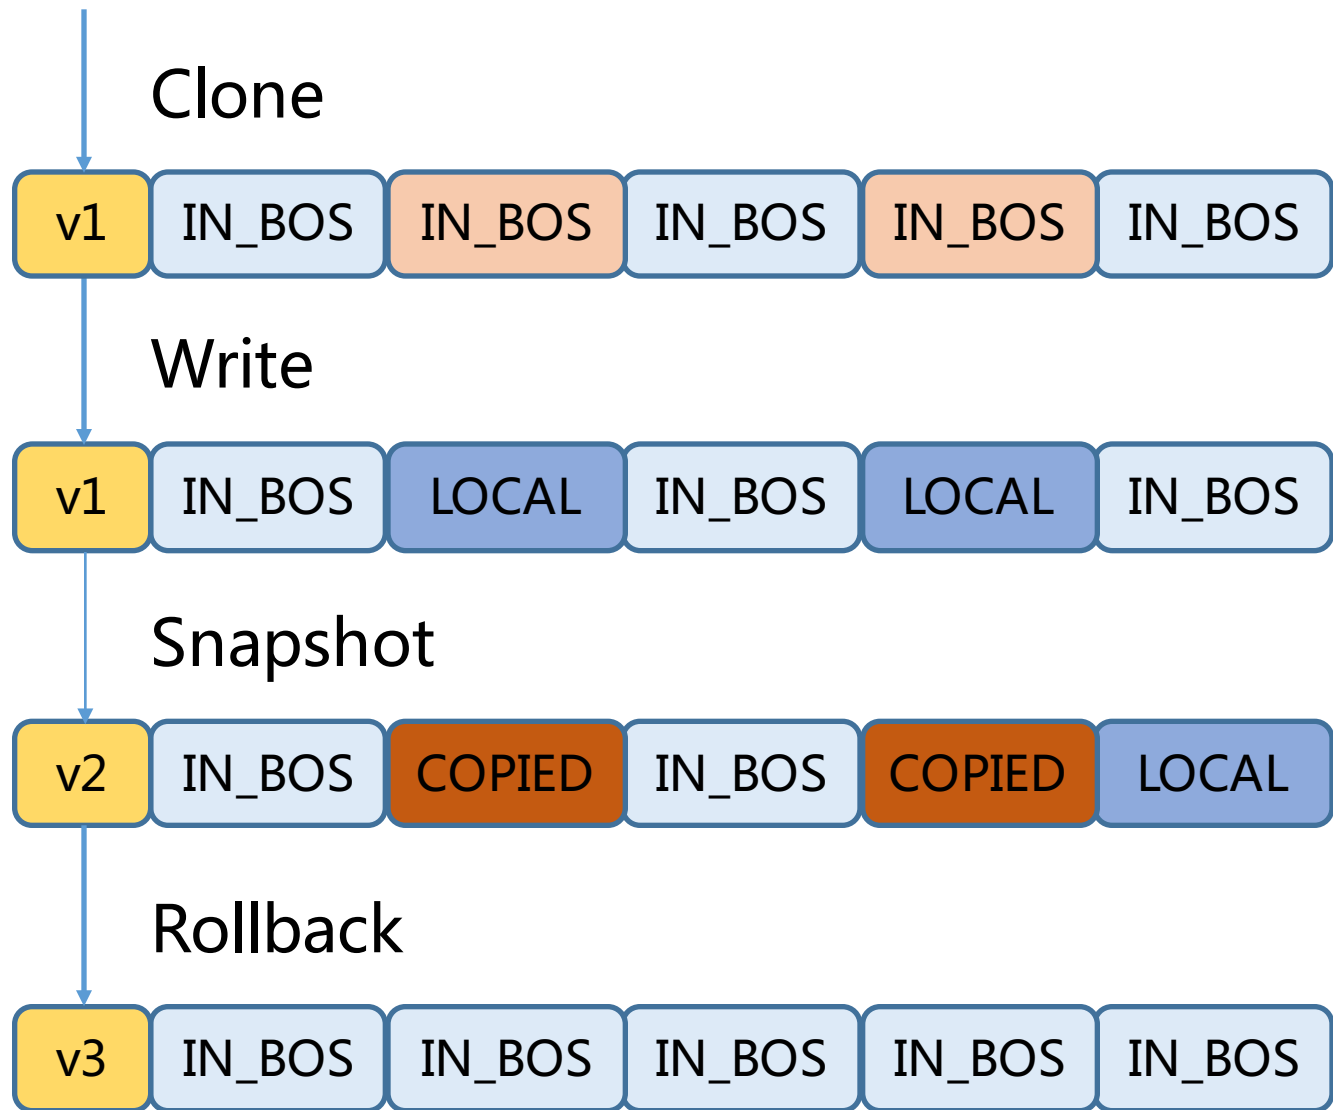 Clone
v1 IN_BOS IN_BOS IN_BOS IN_BOS IN_BOS
Write
v1 IN_BOS LOCAL IN_BOS LOCAL IN_BOS
Snapshot
v2 IN_BOS COPIED IN_BOS COPIED LOCAL
Rollback
v3 IN_BOS IN_BOS IN_BOS IN_BOS IN_BOS